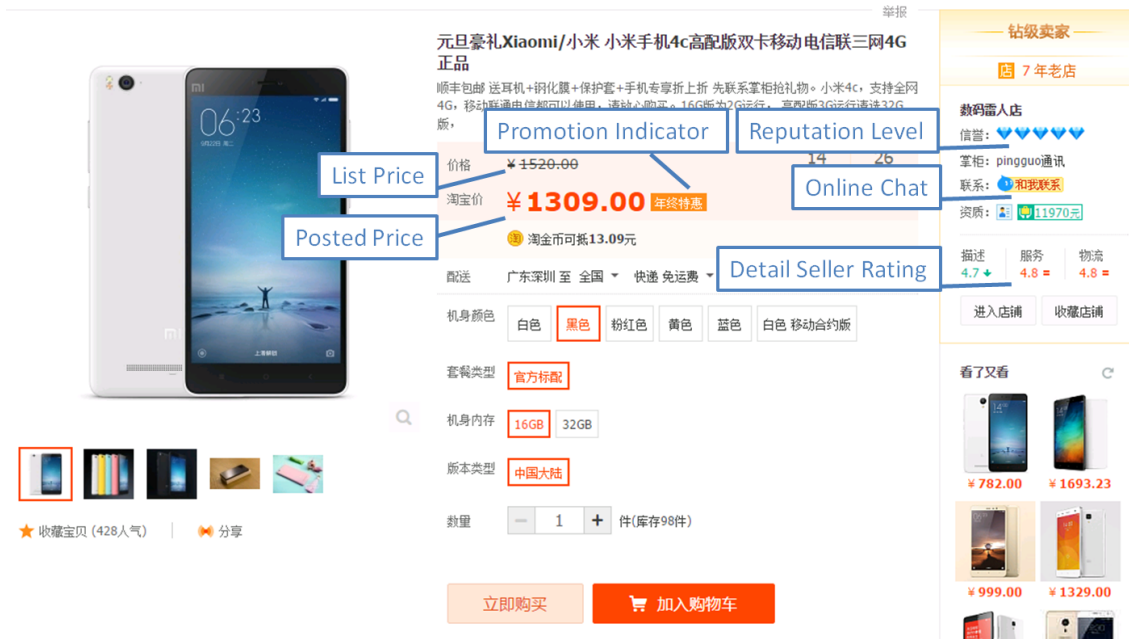 举报
元旦豪礼Xiaomi/小米 小米手机4c高配版双卡移动电信联三网4G
正品
顺丰包邮 送耳机+钢化膜+保护套+手机专享折上折 先联系掌柜抢礼物。小米4c，支持全网
4G，移动联通电信都可以使用，请放心购买。16G版为2G运行， 高配版3G运行请选32G
版，
Promotion Indicator
Reputation Level
List Price
Online Chat
Posted Price
Detail Seller Rating
价格
¥ 1520.00
14 26
淘宝价
¥ 1309.00 年终特惠
淘 淘金币可抵13.09元
配送
广东深圳 至 全国 快递 免运费
机身颜色
白色 黑色 粉红色 黄色 蓝色 白色 移动合约版
套餐类型
官方标配
机身内存
16GB 32GB
版本类型
中国大陆
数量
− 1 + 件(库存98件)
立即购买 加入购物车
mi
06:23
9月22日 周二
上滑解锁
mi
收藏宝贝 (428人气) 分享
钻级卖家
店 7 年老店
数码雷人店
信誉：
掌柜： pingguo通讯
联系： 和我联系
资质： 11970元
描述 服务 物流
4.7 4.8 = 4.8 =
进入店铺 收藏店铺
看了又看
¥ 782.00 ¥ 1693.23
¥ 999.00 ¥ 1329.00